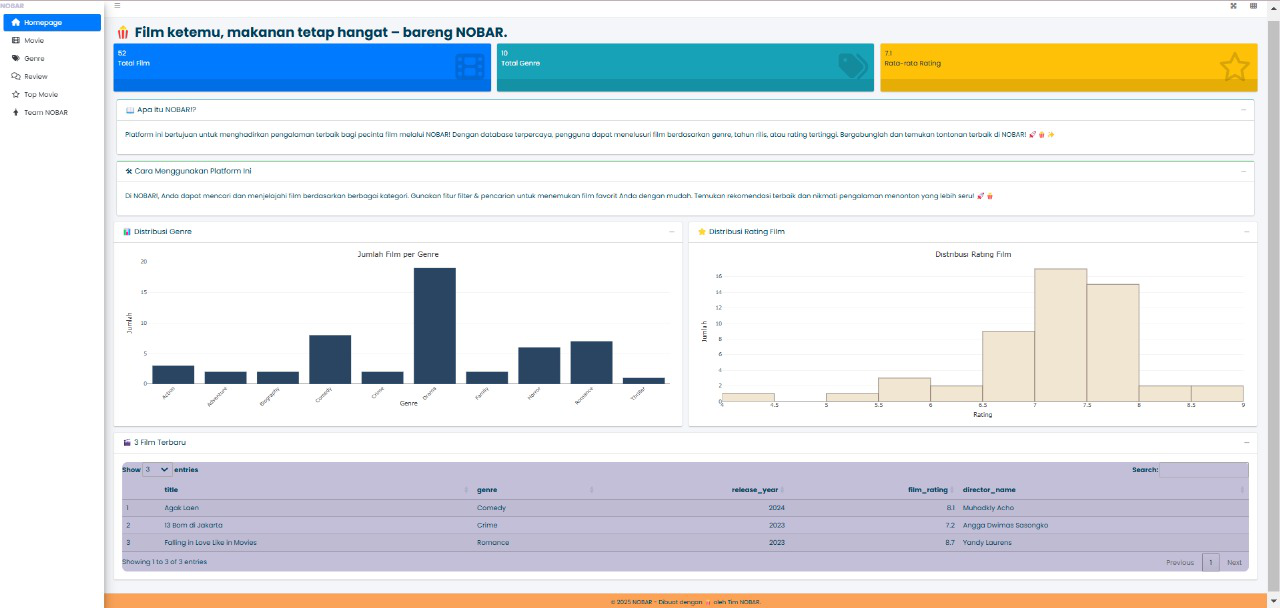 NOBAR
Homepage
Movie
Genre
Review
Top Movie
Team NOBAR
🍿 Film ketemu, makanan tetap hangat – bareng NOBAR.
52
Total Film
10
Total Genre
7.1
Rata-rata Rating
📖 Apa Itu NOBAR!?
Platform ini bertujuan untuk menghadirkan pengalaman terbaik bagi pecinta film melalui NOBAR! Dengan database terpercaya, pengguna dapat menelusuri film berdasarkan genre, tahun rilis, atau rating tertinggi. Bergabunglah dan temukan tontonan terbaik di NOBAR! 🚀 🍿 ✨
🛠 Cara Menggunakan Platform Ini
Di NOBAR!, Anda dapat mencari dan menjelajahi film berdasarkan berbagai kategori. Gunakan fitur filter & pencarian untuk menemukan film favorit Anda dengan mudah. Temukan rekomendasi terbaik dan nikmati pengalaman menonton yang lebih seru! 🚀 🍿
📊 Distribusi Genre
Jumlah Film per Genre
20
15
10
5
0
Jumlah
Action
Adventure
Biography
Comedy
Crime
Drama
Family
Horror
Romance
Thriller
Genre
⭐ Distribusi Rating Film
Distribusi Rating Film
16
14
12
10
8
6
4
2
0
Jumlah
4
4.5
5
5.5
6
6.5
7
7.5
8
8.5
9
Rating
🎬 3 Film Terbaru
Show 3 entries
Search:
title genre release_year film_rating director_name
1 Agak Laen Comedy 2024 8.1 Muhadkly Acho
2 13 Bom di Jakarta Crime 2023 7.2 Angga Dwimas Sasongko
3 Falling in Love Like in Movies Romance 2023 8.7 Yandy Laurens
Showing 1 to 3 of 3 entries
Previous 1 Next
© 2025 NOBAR - Dibuat dengan 🍿 oleh Tim NOBAR.